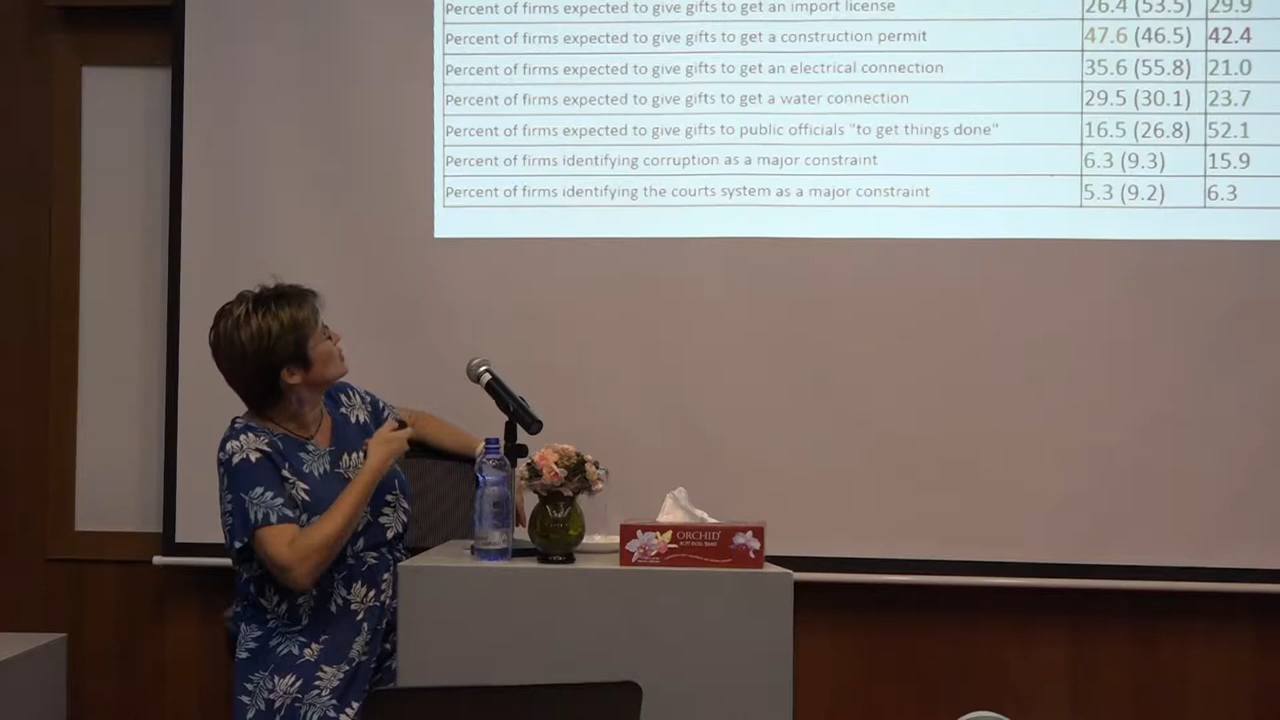 Percent of firms expected to give gifts to get an import license 26.4 (53.5) 29.9
Percent of firms expected to give gifts to get a construction permit 47.6 (46.5) 42.4
Percent of firms expected to give gifts to get an electrical connection 35.6 (55.8) 21.0
Percent of firms expected to give gifts to get a water connection 29.5 (30.1) 23.7
Percent of firms expected to give gifts to public officials "to get things done" 16.5 (26.8) 52.1
Percent of firms identifying corruption as a major constraint 6.3 (9.3) 15.9
Percent of firms identifying the courts system as a major constraint 5.3 (9.2) 6.3
ORCHID